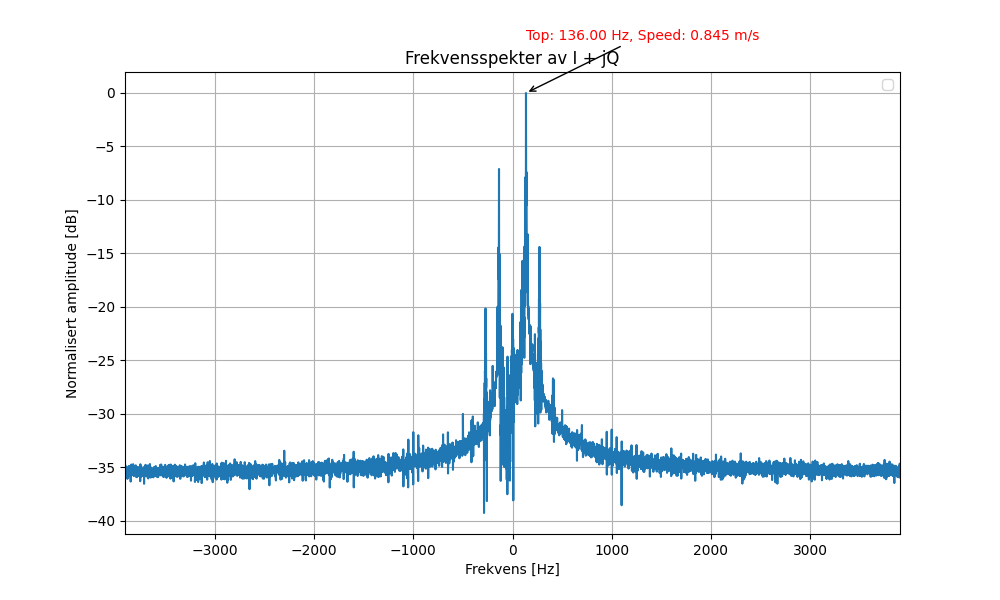 Top: 136.00 Hz, Speed: 0.845 m/s
Frekvensspekter av I + jQ
Normalisert amplitude [dB]
0
−5
−10
−15
−20
−25
−30
−35
−40
−3000 −2000 −1000 0 1000 2000 3000
Frekvens [Hz]